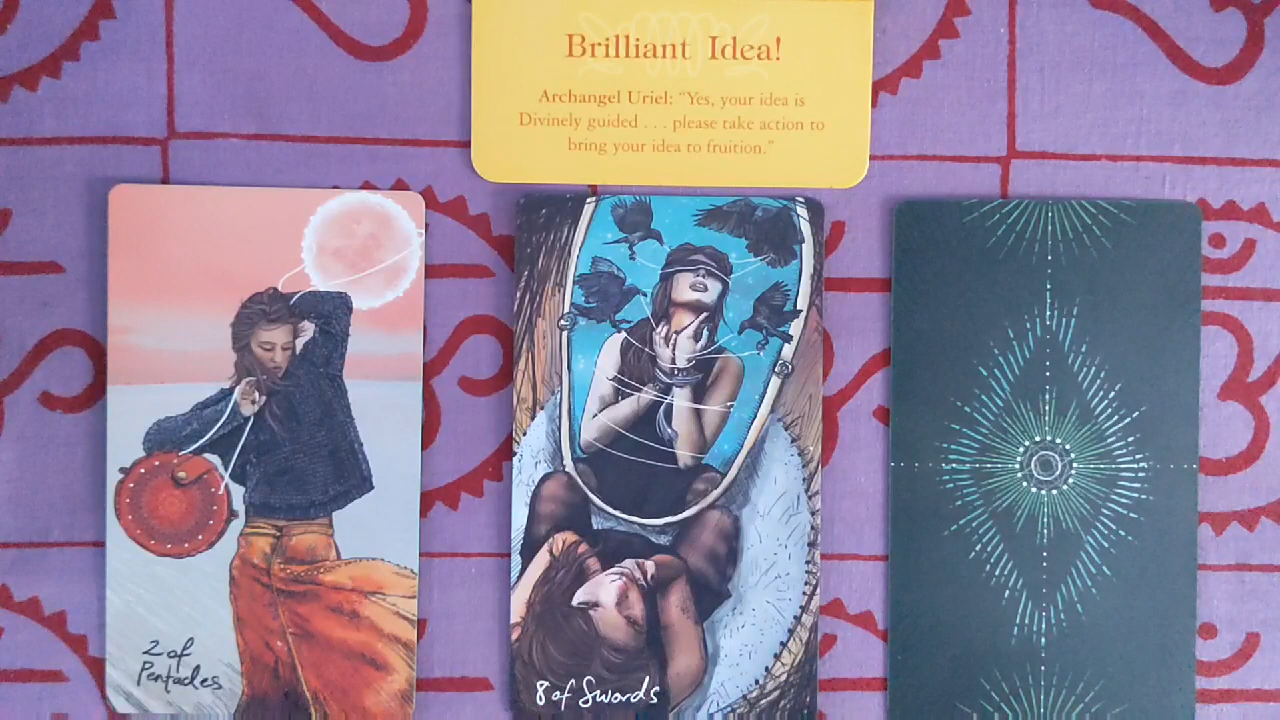 Brilliant Idea!
Archangel Uriel: “Yes, your idea is
Divinely guided . . . please take action to
bring your idea to fruition.”
2 of
Pentacles
8 of Swords